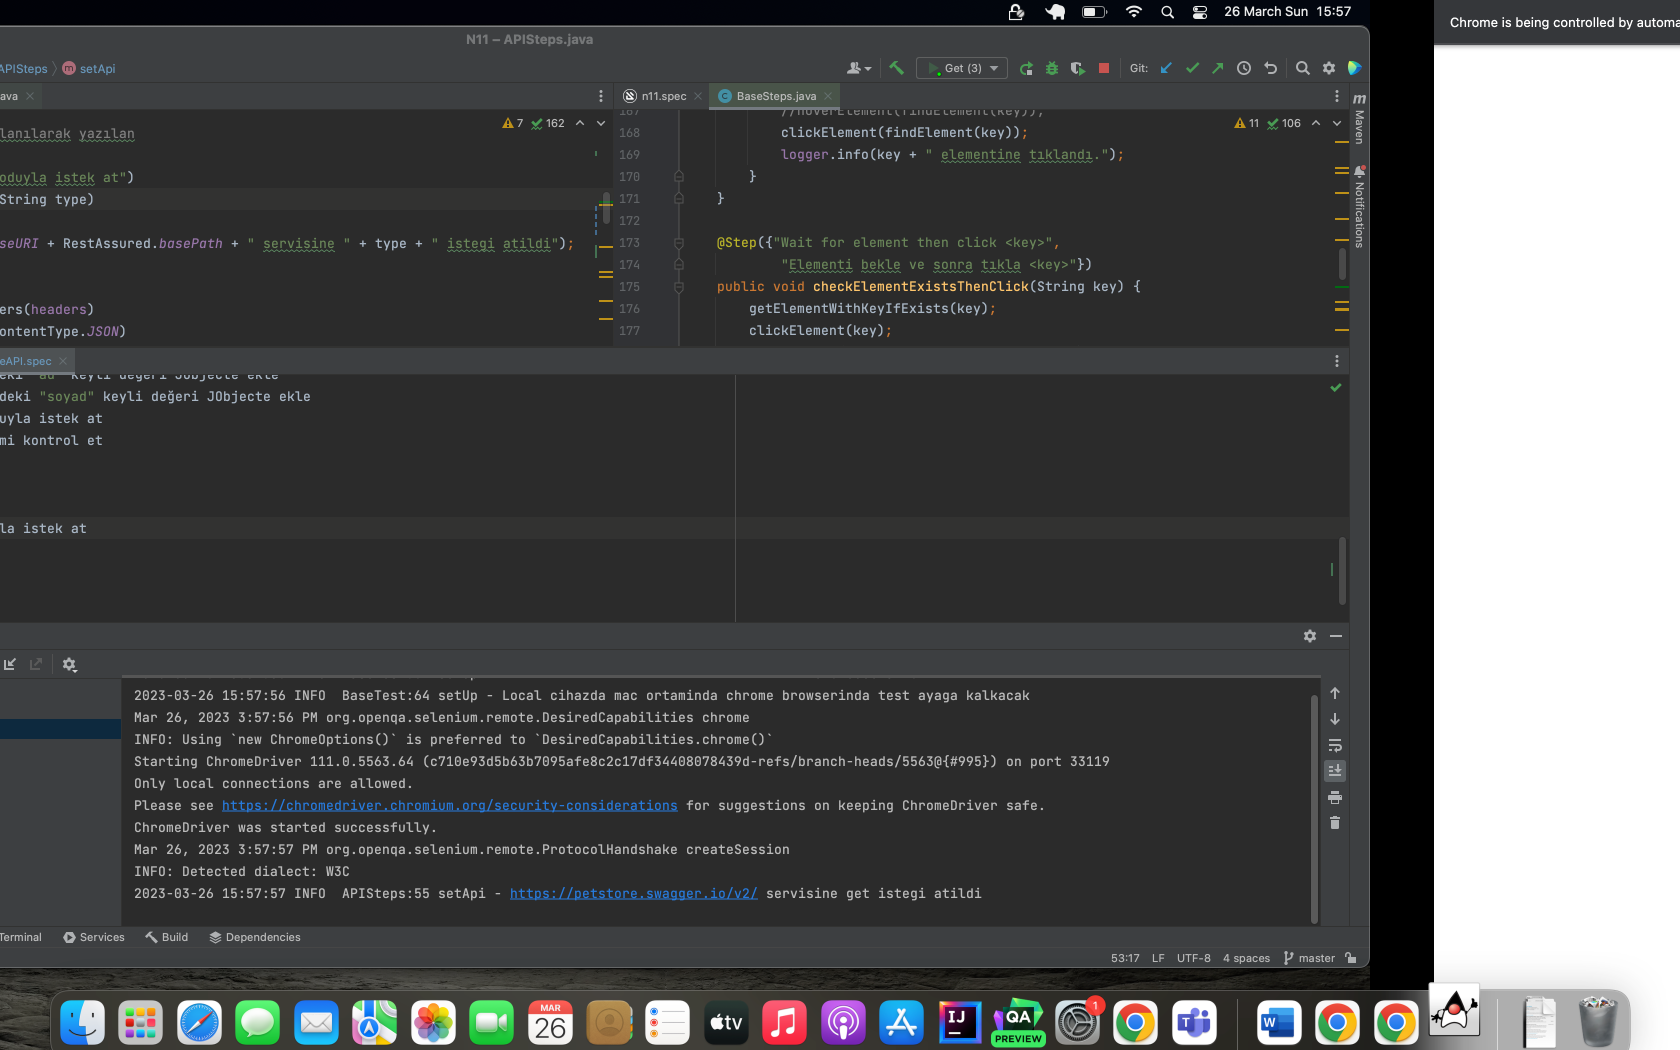 26 March Sun 15:57
Chrome is being controlled by automa
N11 – APISteps.java
APISteps
m setApi
Get (3)
Git:
ava
n11.spec
C BaseSteps.java
m
Maven
Notifications
7 162
lanılarak yazılan
oduyla istek at")
String type)
seURI + RestAssured.basePath + " servisine " + type + " istegi atildi");
ers(headers)
ontentType.JSON)
11 106
167 //hoverElement(findElement(key));
168 clickElement(findElement(key));
169 logger.info(key + " elementine tıklandı.");
170 }
171 }
172
173 @Step({"Wait for element then click <key>",
174 "Elementi bekle ve sonra tıkla <key>"})
175 public void checkElementExistsThenClick(String key) {
176 getElementWithKeyIfExists(key);
177 clickElement(key);
eAPI.spec
eki "ad" keyli değeri JObjecte ekle
deki "soyad" keyli değeri JObjecte ekle
uyla istek at
mi kontrol et
la istek at
2023-03-26 15:57:56 INFO BaseTest:64 setUp - Local cihazda mac ortaminda chrome browserinda test ayaga kalkacak
Mar 26, 2023 3:57:56 PM org.openqa.selenium.remote.DesiredCapabilities chrome
INFO: Using `new ChromeOptions()` is preferred to `DesiredCapabilities.chrome()`
Starting ChromeDriver 111.0.5563.64 (c710e93d5b63b7095afe8c2c17df34408078439d-refs/branch-heads/5563@{#995}) on port 33119
Only local connections are allowed.
Please see https://chromedriver.chromium.org/security-considerations for suggestions on keeping ChromeDriver safe.
ChromeDriver was started successfully.
Mar 26, 2023 3:57:57 PM org.openqa.selenium.remote.ProtocolHandshake createSession
INFO: Detected dialect: W3C
2023-03-26 15:57:57 INFO APISteps:55 setApi - https://petstore.swagger.io/v2/ servisine get istegi atildi
Terminal Services Build Dependencies
53:17 LF UTF-8 4 spaces master
MAR
26
tv
IJ
QA
PREVIEW
1
T
W